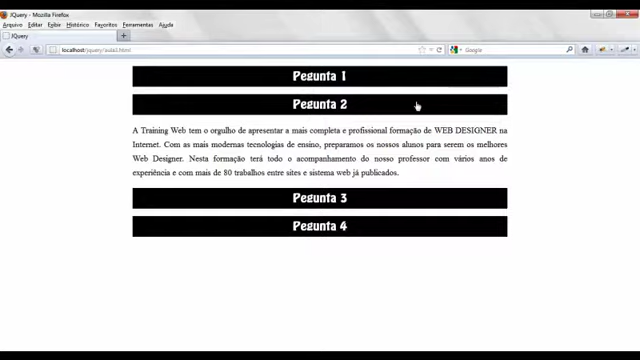 JQuery - Mozilla Firefox
Arquivo Editar Exibir Histórico Favoritos Ferramentas Ajuda
JQuery
localhost/jquery/aula3.html
Google
Pegunta 1
Pegunta 2
A Training Web tem o orgulho de apresentar a mais completa e profissional formação de WEB DESIGNER na
Internet. Com as mais modernas tecnologias de ensino, preparamos os nossos alunos para serem os melhores
Web Designer. Nesta formação terá todo o acompanhamento do nosso professor com vários anos de
experiência e com mais de 80 trabalhos entre sites e sistema web já publicados.
Pegunta 3
Pegunta 4